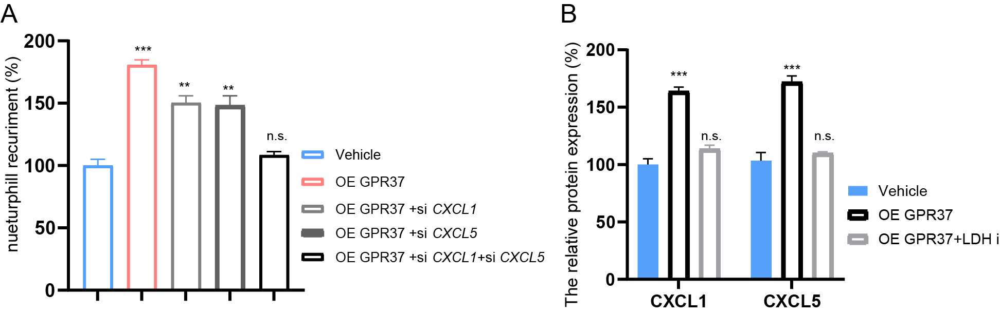 A
nueturphill recuriment (%)
200
150
100
50
0
***
**
**
n.s.
Vehicle
OE GPR37
OE GPR37 +si CXCL1
OE GPR37 +si CXCL5
OE GPR37 +si CXCL1+si CXCL5
B
The relative protein expression (%)
200
150
100
50
0
***
n.s.
***
n.s.
CXCL1
CXCL5
Vehicle
OE GPR37
OE GPR37+LDH i